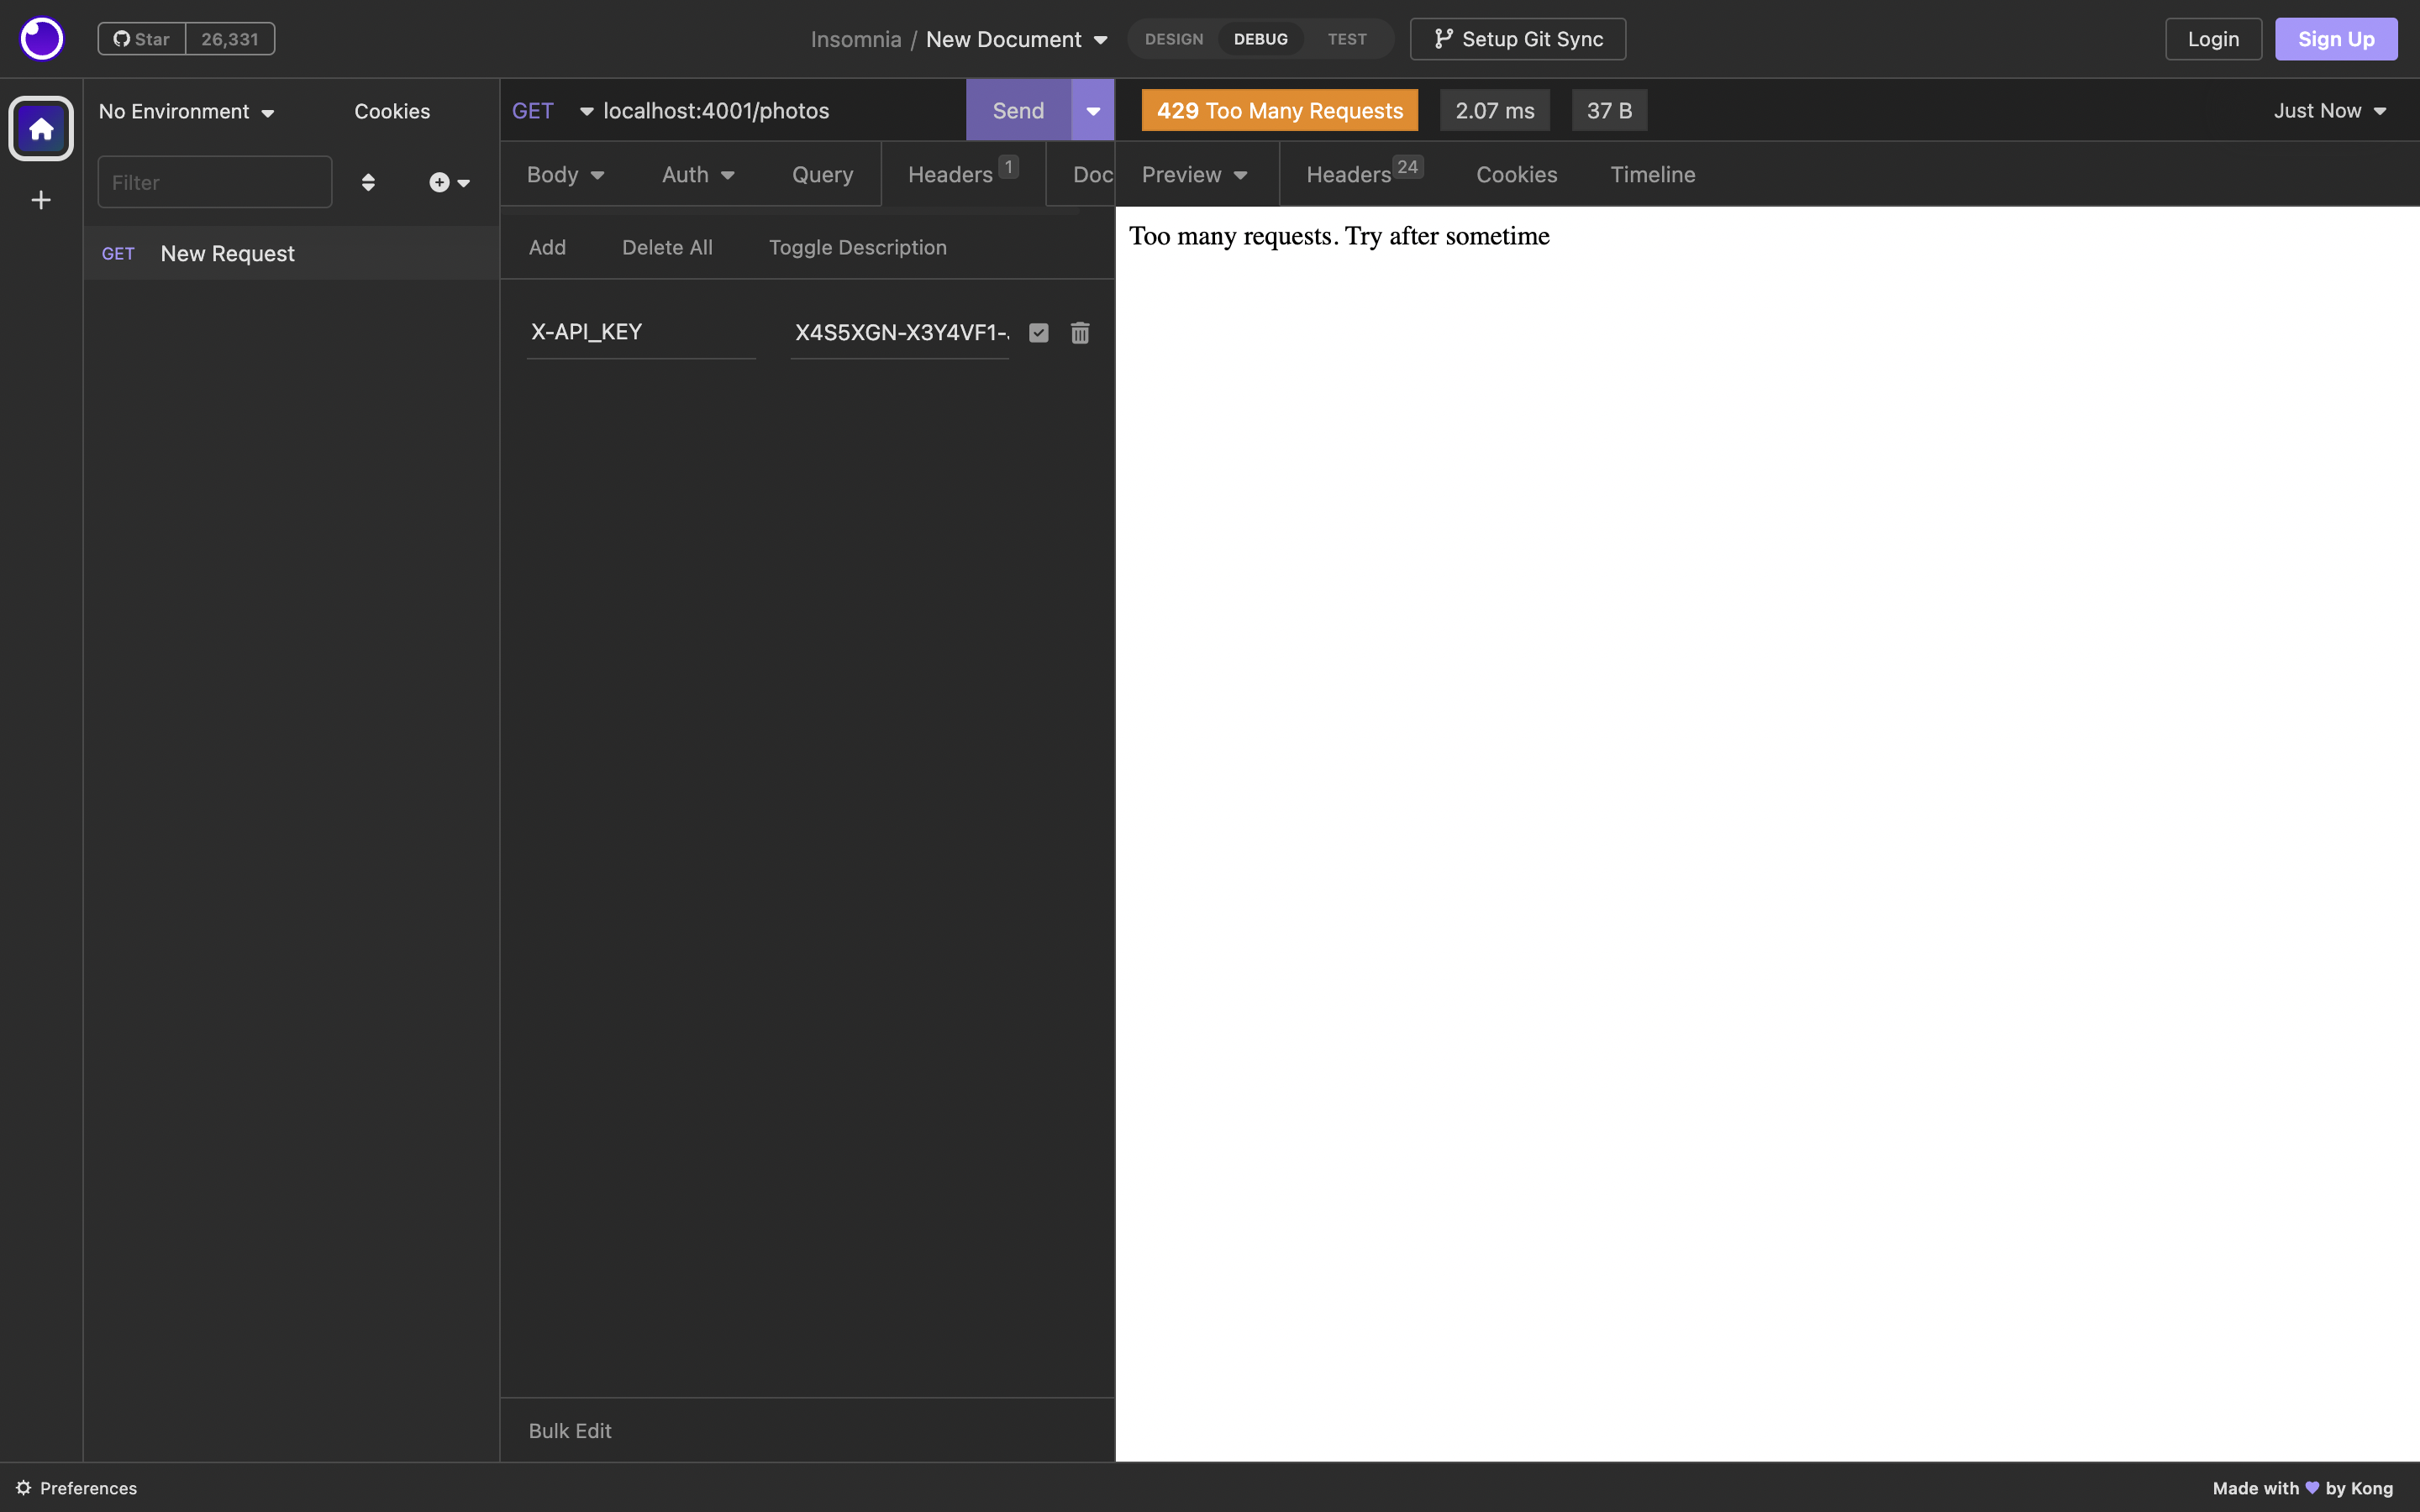 Star 26,331
Insomnia / New Document
DESIGN DEBUG TEST
Setup Git Sync
Login
Sign Up
No Environment
Cookies
Filter
GET New Request
GET localhost:4001/photos
Send
Body
Auth
Query
Headers 1
Doc
Add
Delete All
Toggle Description
X-API_KEY
X4S5XGN-X3Y4VF1-
Bulk Edit
429 Too Many Requests
2.07 ms
37 B
Just Now
Preview
Headers 24
Cookies
Timeline
Too many requests. Try after sometime
Preferences
Made with 💜 by Kong